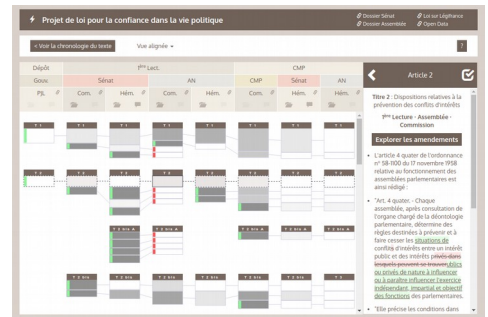 Projet de loi pour la confiance dans la vie politique
Dossier Sénat
Loi sur Légifrance
Dossier Assemblée
Open Data
< Voir la chronologie du texte
Vue alignée
?
Dépôt
1ère Lect.
CMP
Gouv.
Sénat
AN
CMP
Sénat
AN
PJL
Com.
Hém.
Com.
Hém.
Com.
Hém.
Hém.
Article 2
Titre 2 : Dispositions relatives à la
prévention des conflits d'intérêts
1ère Lecture - Assemblée -
Commission
Explorer les amendements
• L'article 4 quater de l'ordonnance
n° 58-1100 du 17 novembre 1958
relative au fonctionnement des
assemblées parlementaires est
ainsi rédigé :
• "Art. 4 quater. - Chaque
assemblée, après consultation de
l'organe chargé de la déontologie
parlementaire, détermine des
règles destinées à prévenir et à
faire cesser les situations de
conflits d'intérêts entre un intérêt
public et des intérêts privés dans
lesquels peuvent se trouver publics
ou privés de nature à influencer
ou à paraître influencer l'exercice
indépendant, impartial et objectif
des fonctions des parlementaires.
• "Elle précise les conditions dans